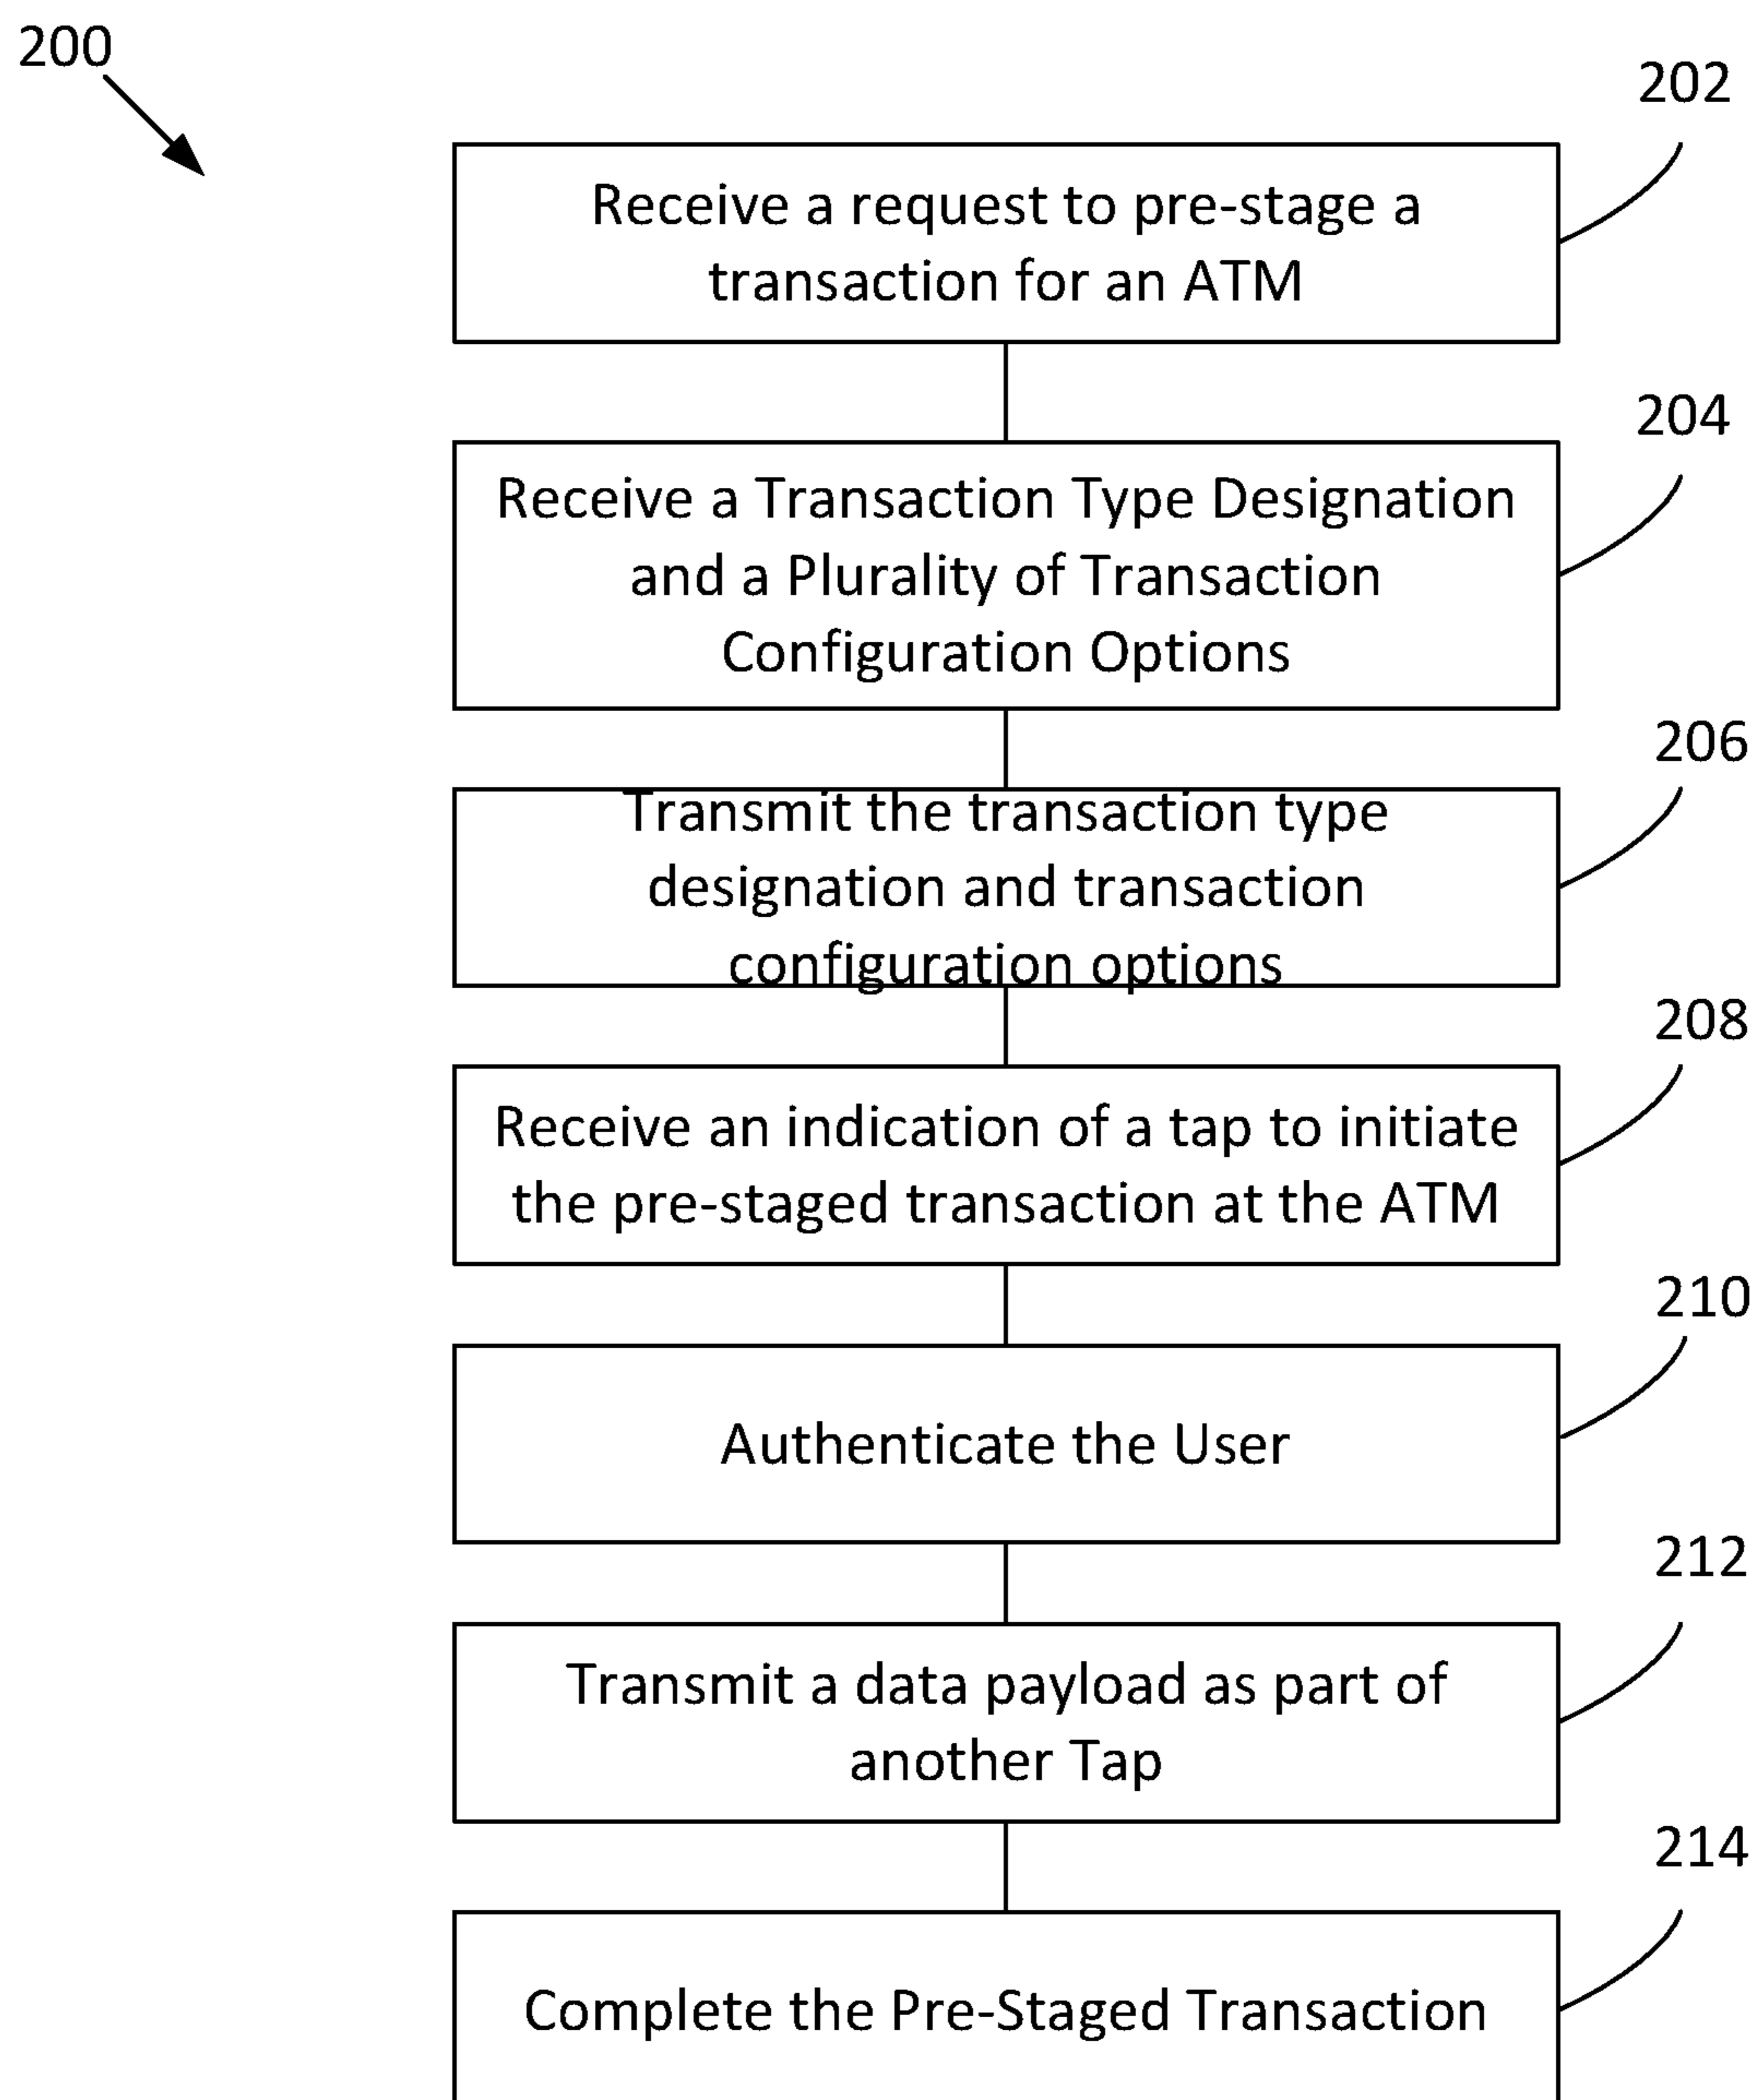 200
202
Receive a request to pre-stage a
transaction for an ATM
204
Receive a Transaction Type Designation
and a Plurality of Transaction
Configuration Options
206
Transmit the transaction type
designation and transaction
configuration options
208
Receive an indication of a tap to initiate
the pre-staged transaction at the ATM
210
Authenticate the User
212
Transmit a data payload as part of
another Tap
214
Complete the Pre-Staged Transaction